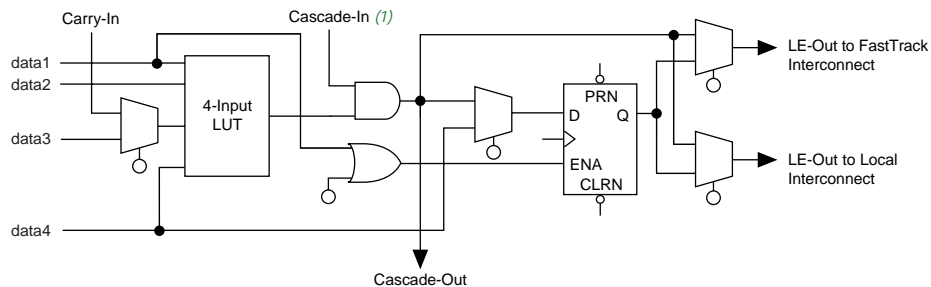 Carry-In
Cascade-In (1)
data1
data2
data3
data4
4-Input
LUT
PRN
D
Q
ENA
CLRN
LE-Out to FastTrack
Interconnect
LE-Out to Local
Interconnect
Cascade-Out